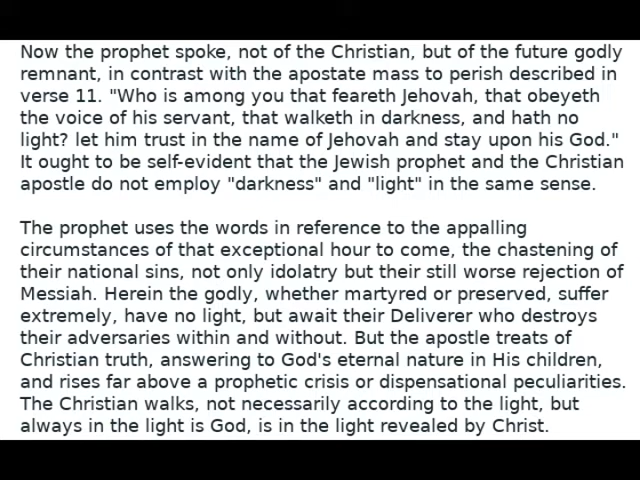 Now the prophet spoke, not of the Christian, but of the future godly
remnant, in contrast with the apostate mass to perish described in
verse 11. "Who is among you that feareth Jehovah, that obeyeth
the voice of his servant, that walketh in darkness, and hath no
light? let him trust in the name of Jehovah and stay upon his God."
It ought to be self-evident that the Jewish prophet and the Christian
apostle do not employ "darkness" and "light" in the same sense.

The prophet uses the words in reference to the appalling
circumstances of that exceptional hour to come, the chastening of
their national sins, not only idolatry but their still worse rejection of
Messiah. Herein the godly, whether martyred or preserved, suffer
extremely, have no light, but await their Deliverer who destroys
their adversaries within and without. But the apostle treats of
Christian truth, answering to God's eternal nature in His children,
and rises far above a prophetic crisis or dispensational peculiarities.
The Christian walks, not necessarily according to the light, but
always in the light is God, is in the light revealed by Christ.